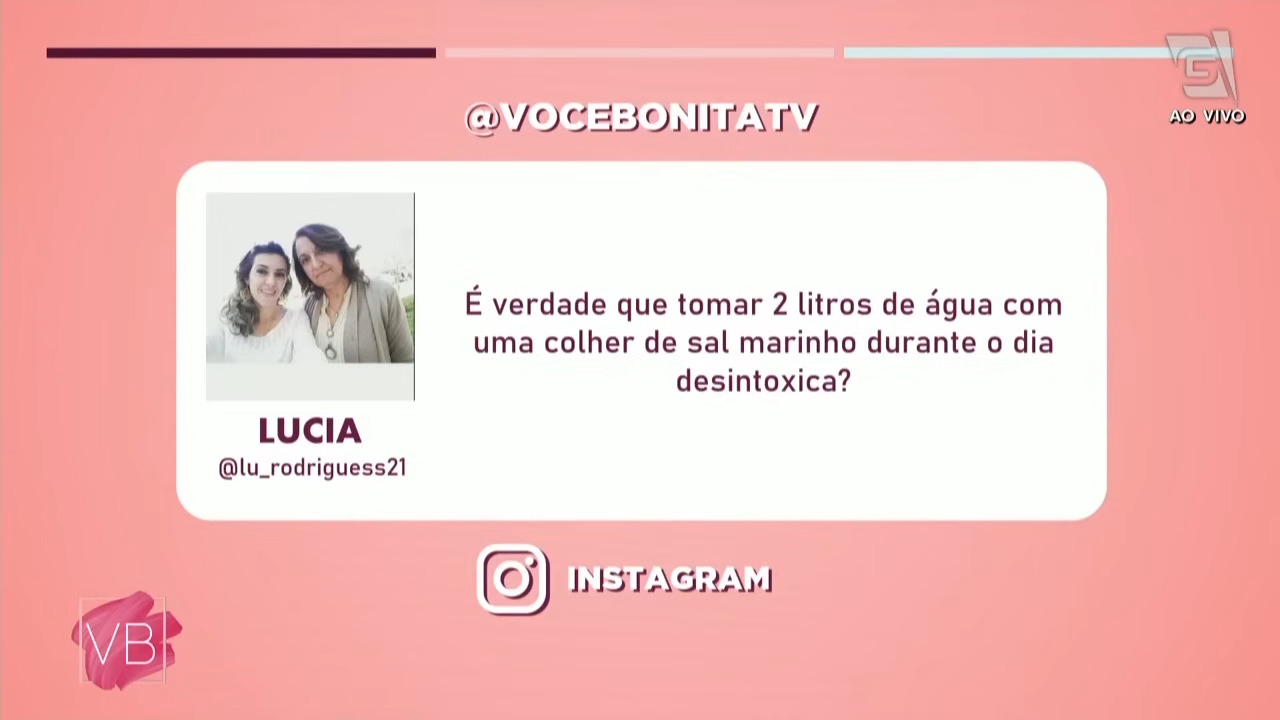 @VOCEBONITATV
AO VIVO
É verdade que tomar 2 litros de água com
uma colher de sal marinho durante o dia
desintoxica?
LUCIA
@lu_rodriguess21
INSTAGRAM
VB